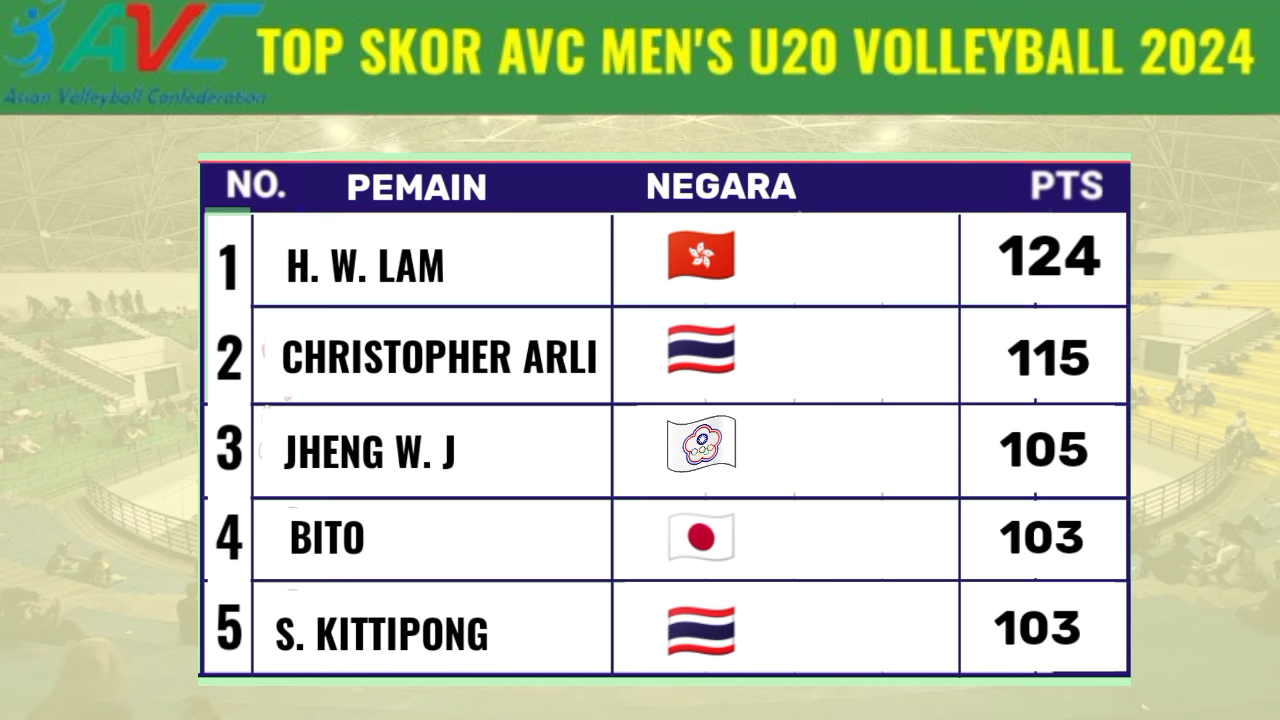 AVC
Asian Volleyball Confederation
TOP SKOR AVC MEN'S U20 VOLLEYBALL 2024
NO. PEMAIN NEGARA PTS
1 H. W. LAM 124
2 CHRISTOPHER ARLI 115
3 JHENG W. J 105
4 BITO 103
5 S. KITTIPONG 103